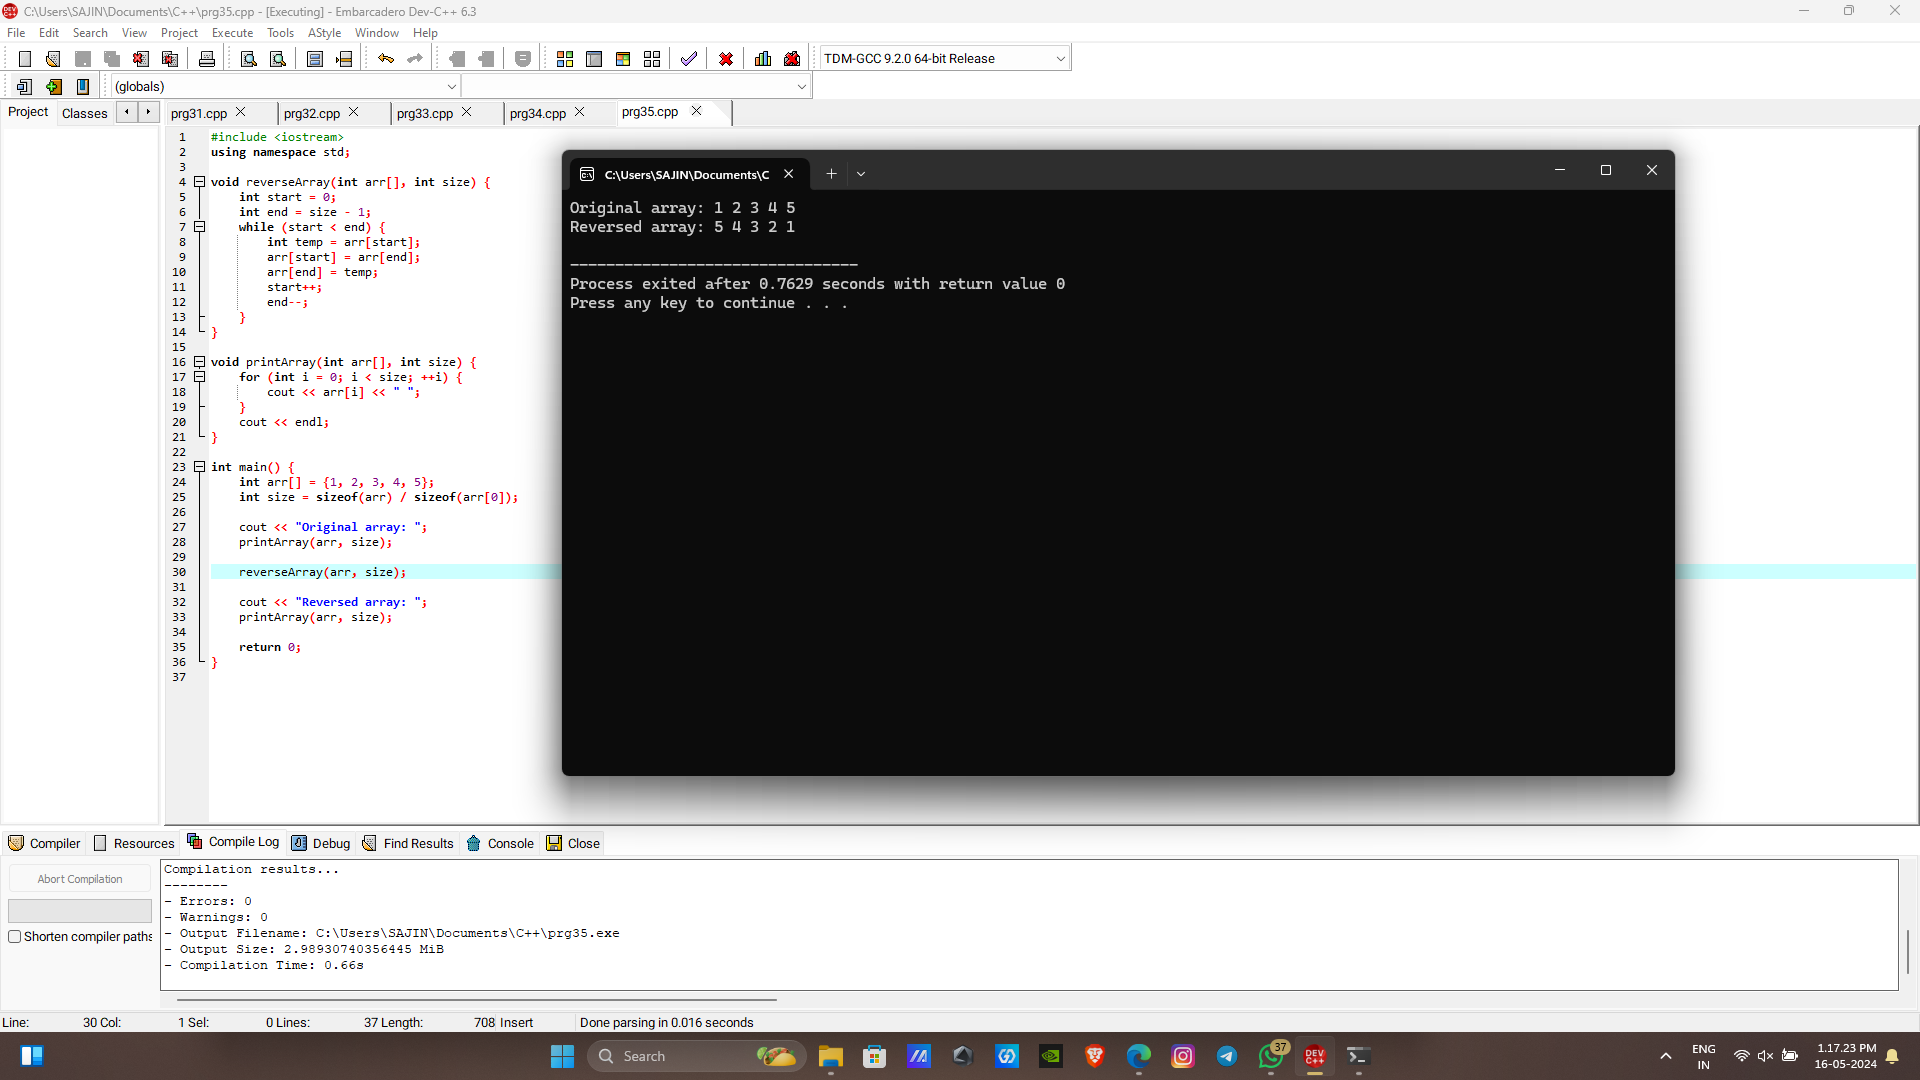 C:\Users\SAJIN\Documents\C++\prg35.cpp - [Executing] - Embarcadero Dev-C++ 6.3
File Edit Search View Project Execute Tools AStyle Window Help
TDM-GCC 9.2.0 64-bit Release
(globals)
Project Classes prg31.cpp prg32.cpp prg33.cpp prg34.cpp prg35.cpp
1 #include <iostream>
2 using namespace std;
3
4 void reverseArray(int arr[], int size) {
5 int start = 0;
6 int end = size - 1;
7 while (start < end) {
8 int temp = arr[start];
9 arr[start] = arr[end];
10 arr[end] = temp;
11 start++;
12 end--;
13 }
14 }
15
16 void printArray(int arr[], int size) {
17 for (int i = 0; i < size; ++i) {
18 cout << arr[i] << " ";
19 }
20 cout << endl;
21 }
22
23 int main() {
24 int arr[] = {1, 2, 3, 4, 5};
25 int size = sizeof(arr) / sizeof(arr[0]);
26
27 cout << "Original array: ";
28 printArray(arr, size);
29
30 reverseArray(arr, size);
31
32 cout << "Reversed array: ";
33 printArray(arr, size);
34
35 return 0;
36 }
37
C:\Users\SAJIN\Documents\C
Original array: 1 2 3 4 5
Reversed array: 5 4 3 2 1
--------------------------------
Process exited after 0.7629 seconds with return value 0
Press any key to continue . . .
Compiler Resources Compile Log Debug Find Results Console Close
Abort Compilation
Shorten compiler paths
Compilation results...
--------
- Errors: 0
- Warnings: 0
- Output Filename: C:\Users\SAJIN\Documents\C++\prg35.exe
- Output Size: 2.98930740356445 MiB
- Compilation Time: 0.66s
Line: 30 Col: 1 Sel: 0 Lines: 37 Length: 708 Insert Done parsing in 0.016 seconds
Search
37
DEV C++
ENG
IN
1.17.23 PM
16-05-2024